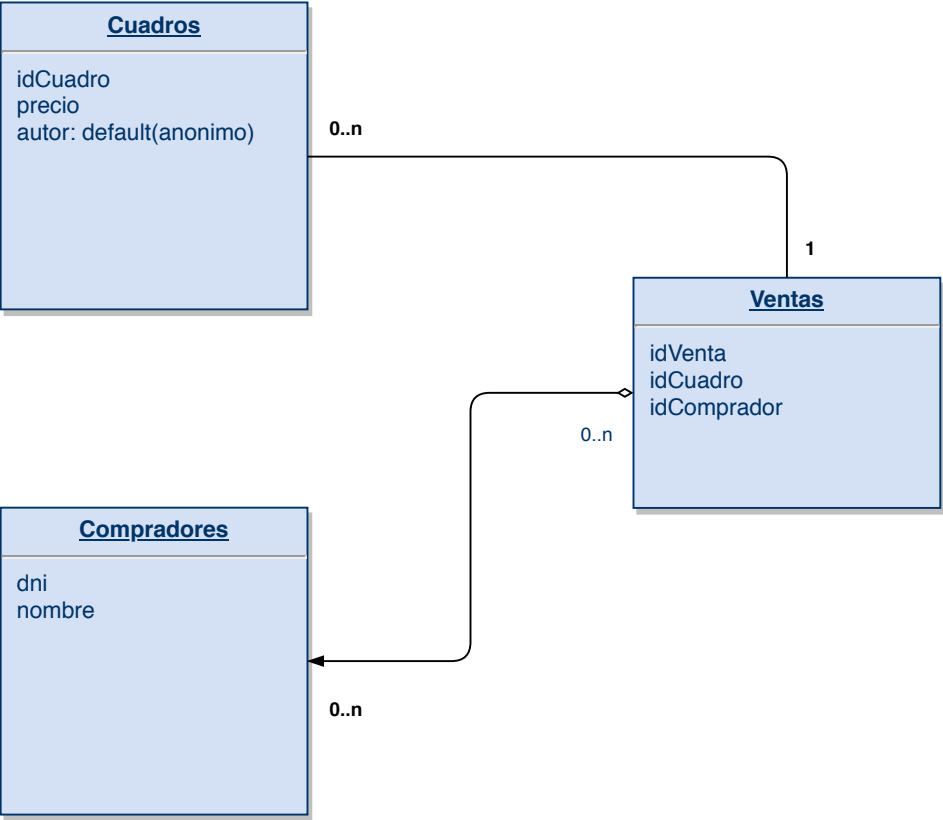 Cuadros
idCuadro
precio
autor: default(anonimo)
0..n
1
Ventas
idVenta
idCuadro
idComprador
0..n
Compradores
dni
nombre
0..n